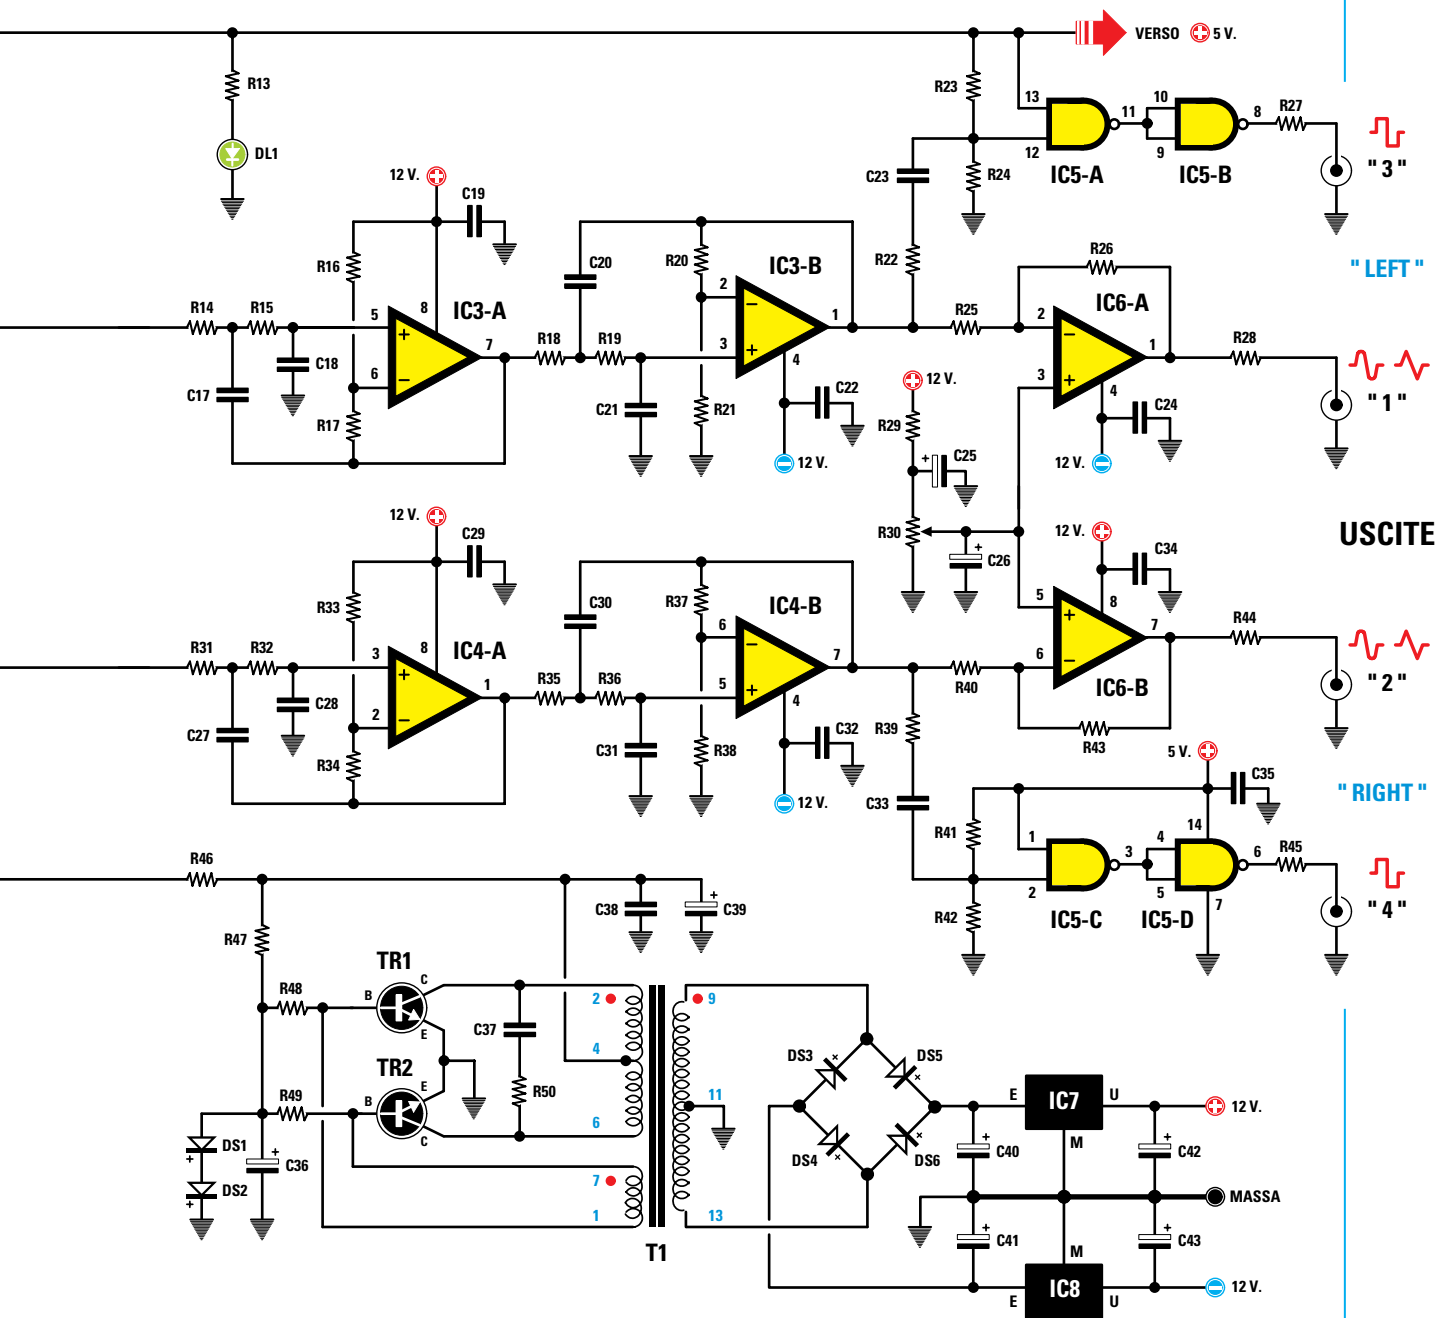 VERSO + 5 V.
R13
R23
13
11
10
8
R27
12
9
DL1
12 V. +
C19
C23
R24
IC5-A
IC5-B
" 3 "
R16
C20
R20
IC3-B
R22
R26
" LEFT "
R14
R15
5
8
IC3-A
2
1
R25
IC6-A
2
+
7
R18
R19
3
4
1
R28
C18
6
3
12 V.
4
C17
R17
C21
R21
C22
R29
C24
" 1 "
12 V.
+ C25
12 V.
12 V.
C29
R30
+
C26
12 V.
C34
USCITE
R33
C30
R37
IC4-B
5
8
R31
R32
3
8
IC4-A
6
7
7
R44
1
R35
R36
5
4
R40
6
IC6-B
" 2 "
C28
2
C27
R34
C31
R38
C32
R39
R43
5 V.
C35
12 V.
C33
" RIGHT "
R41
14
1
3
4
6
R45
R46
2
5
7
R42
IC5-C
IC5-D
" 4 "
C38
+
C39
R47
TR1
C
B
R48
E
C37
2
9
4
DS3
DS5
TR2
E
R49
B
C
R50
11
6
E
IC7
U
12 V.
DS1
+
DS2
+
+
C36
DS4
DS6
+
C40
M
+
C42
7
1
13
MASSA
T1
+
C41
M
+
C43
E
IC8
U
12 V.